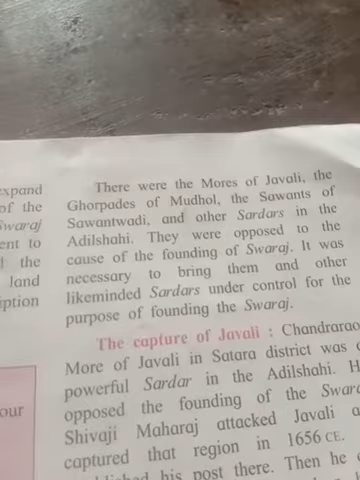 expand
of the
Swaraj
ent to
the
land
iption
our
There were the Mores of Javali, the
Ghorpades of Mudhol, the Sawants of
Sawantwadi, and other Sardars in the
Adilshahi. They were opposed to the
cause of the founding of Swaraj. It was
necessary to bring them and other
likeminded Sardars under control for the
purpose of founding the Swaraj.
The capture of Javali : Chandrarao
More of Javali in Satara district was
powerful Sardar in the Adilshahi. H
opposed the founding of the Swara
Shivaji Maharaj attacked Javali a
captured that region in 1656 CE.
his post there. Then he